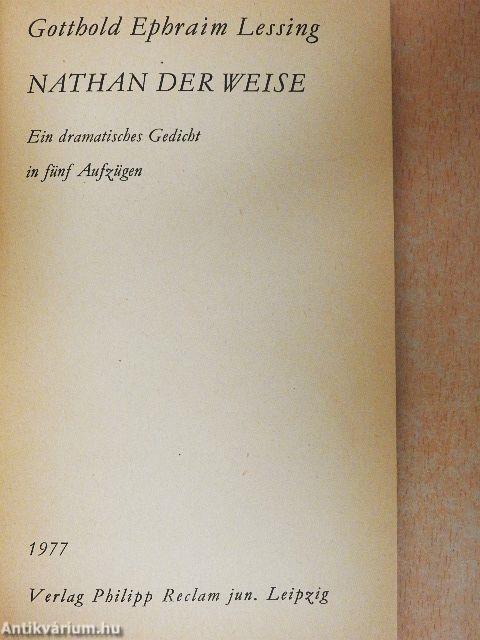 Gotthold Ephraim Lessing
NATHAN DER WEISE
Ein dramatisches Gedicht
in fünf Aufzügen
1977
Verlag Philipp Reclam jun. Leipzig
Antikvárium.hu